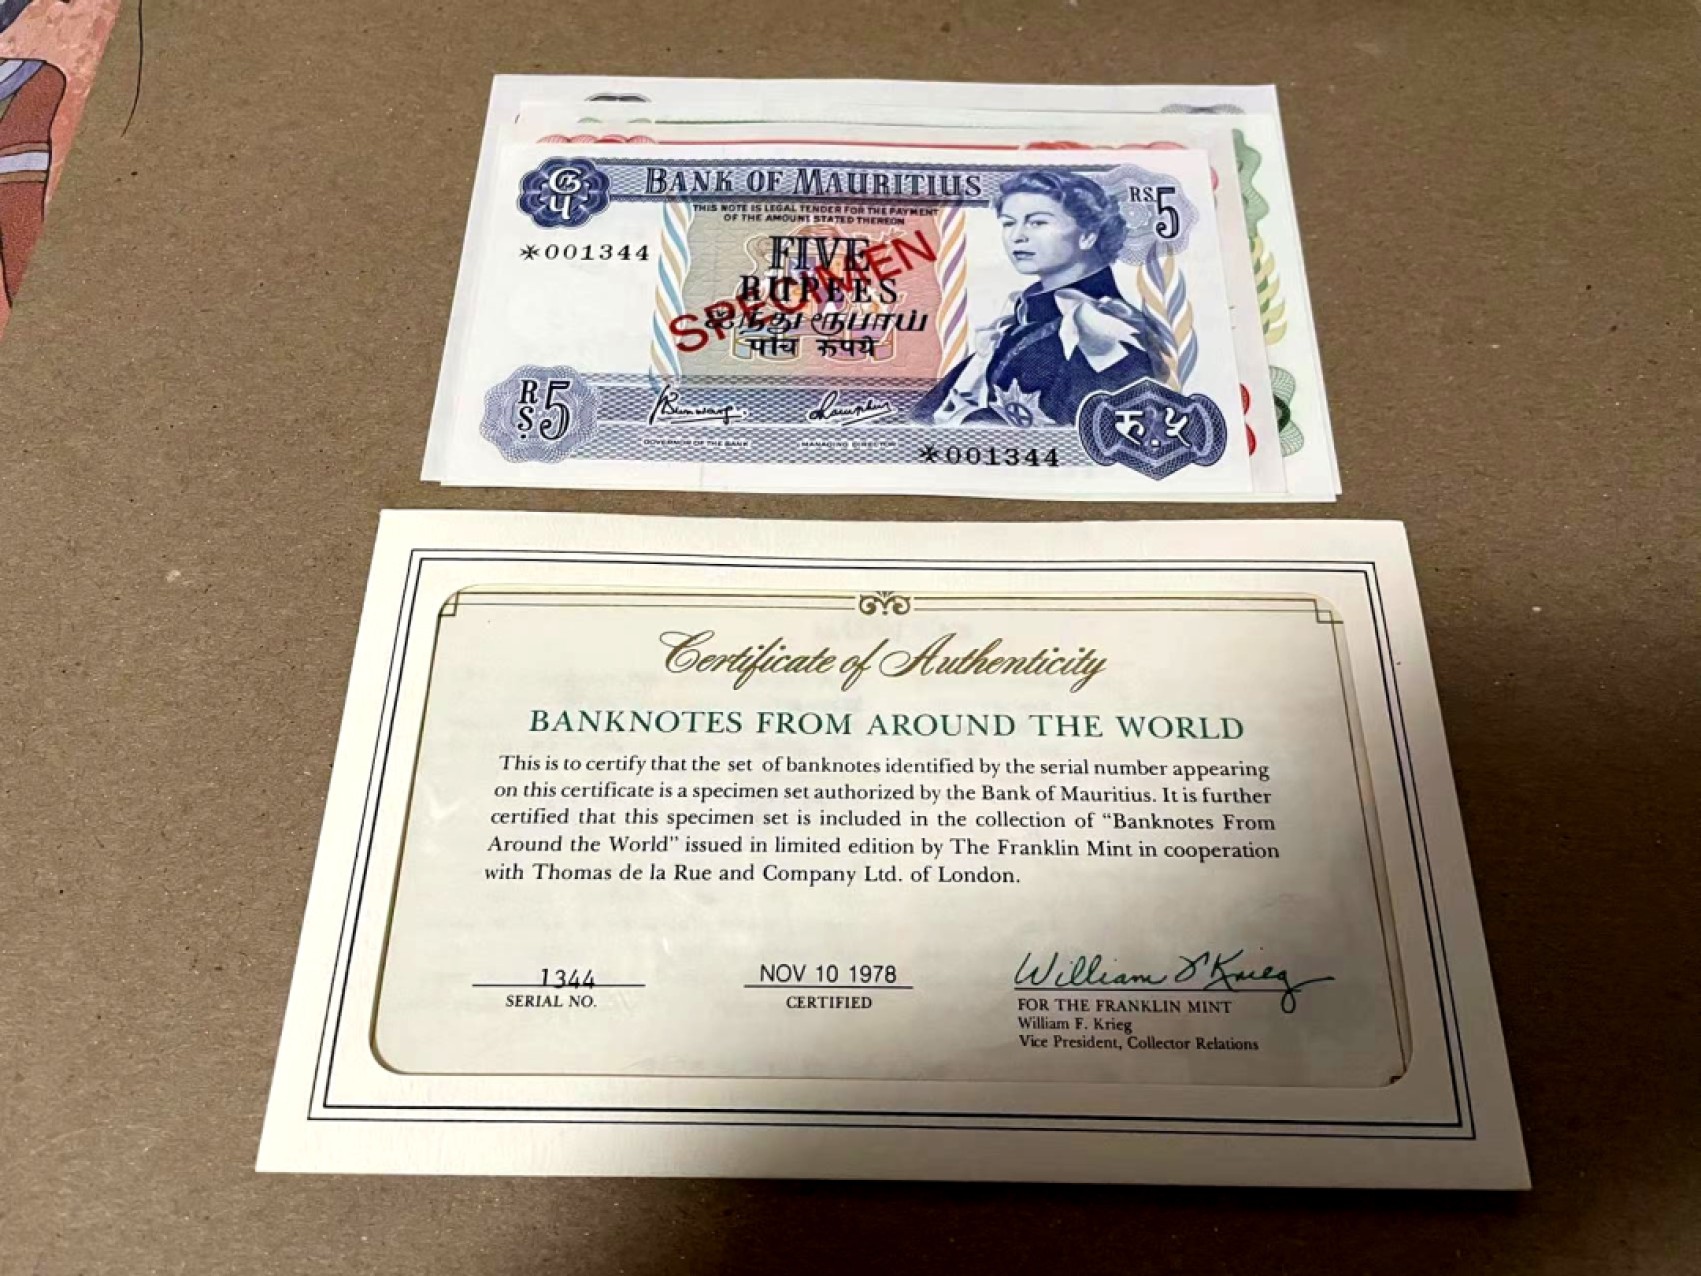 BANK OF MAURITIUS
RS5
THIS NOTE IS LEGAL TENDER FOR THE PAYMENT
OF THE AMOUNT STATED THEREON
*001344
FIVE
RUPEES
SPECIMEN
ஐந்து ரூபாய்
पांच रूपये
RS5
GOVERNOR OF THE BANK
MANAGING DIRECTOR
*001344
रु.५
Certificate of Authenticity
BANKNOTES FROM AROUND THE WORLD
This is to certify that the set of banknotes identified by the serial number appearing
on this certificate is a specimen set authorized by the Bank of Mauritius. It is further
certified that this specimen set is included in the collection of “Banknotes From
Around the World” issued in limited edition by The Franklin Mint in cooperation
with Thomas de la Rue and Company Ltd. of London.
1344
SERIAL NO.
NOV 10 1978
CERTIFIED
William F. Krieg
FOR THE FRANKLIN MINT
William F. Krieg
Vice President, Collector Relations